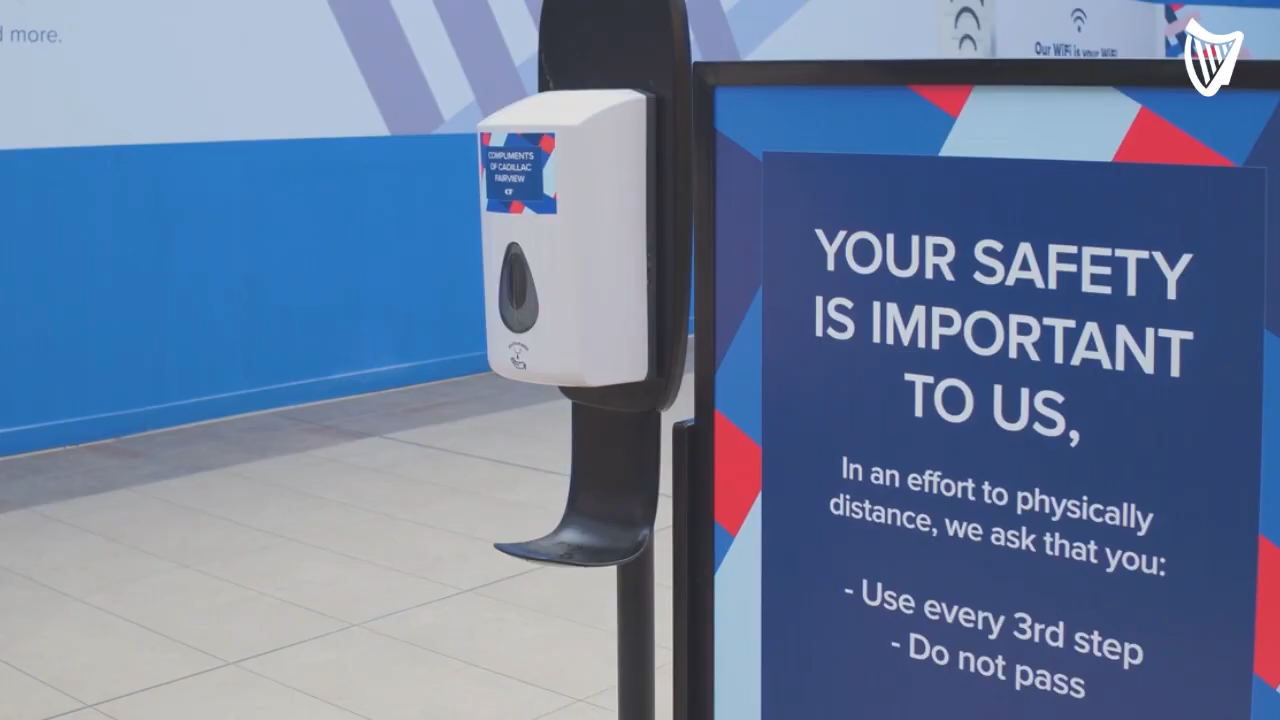 d more.
Our WiFi is your WiFi
COMPLIMENTS
OF CADILLAC
FAIRVIEW
CF
YOUR SAFETY
IS IMPORTANT
TO US,
In an effort to physically
distance, we ask that you:
- Use every 3rd step
- Do not pass